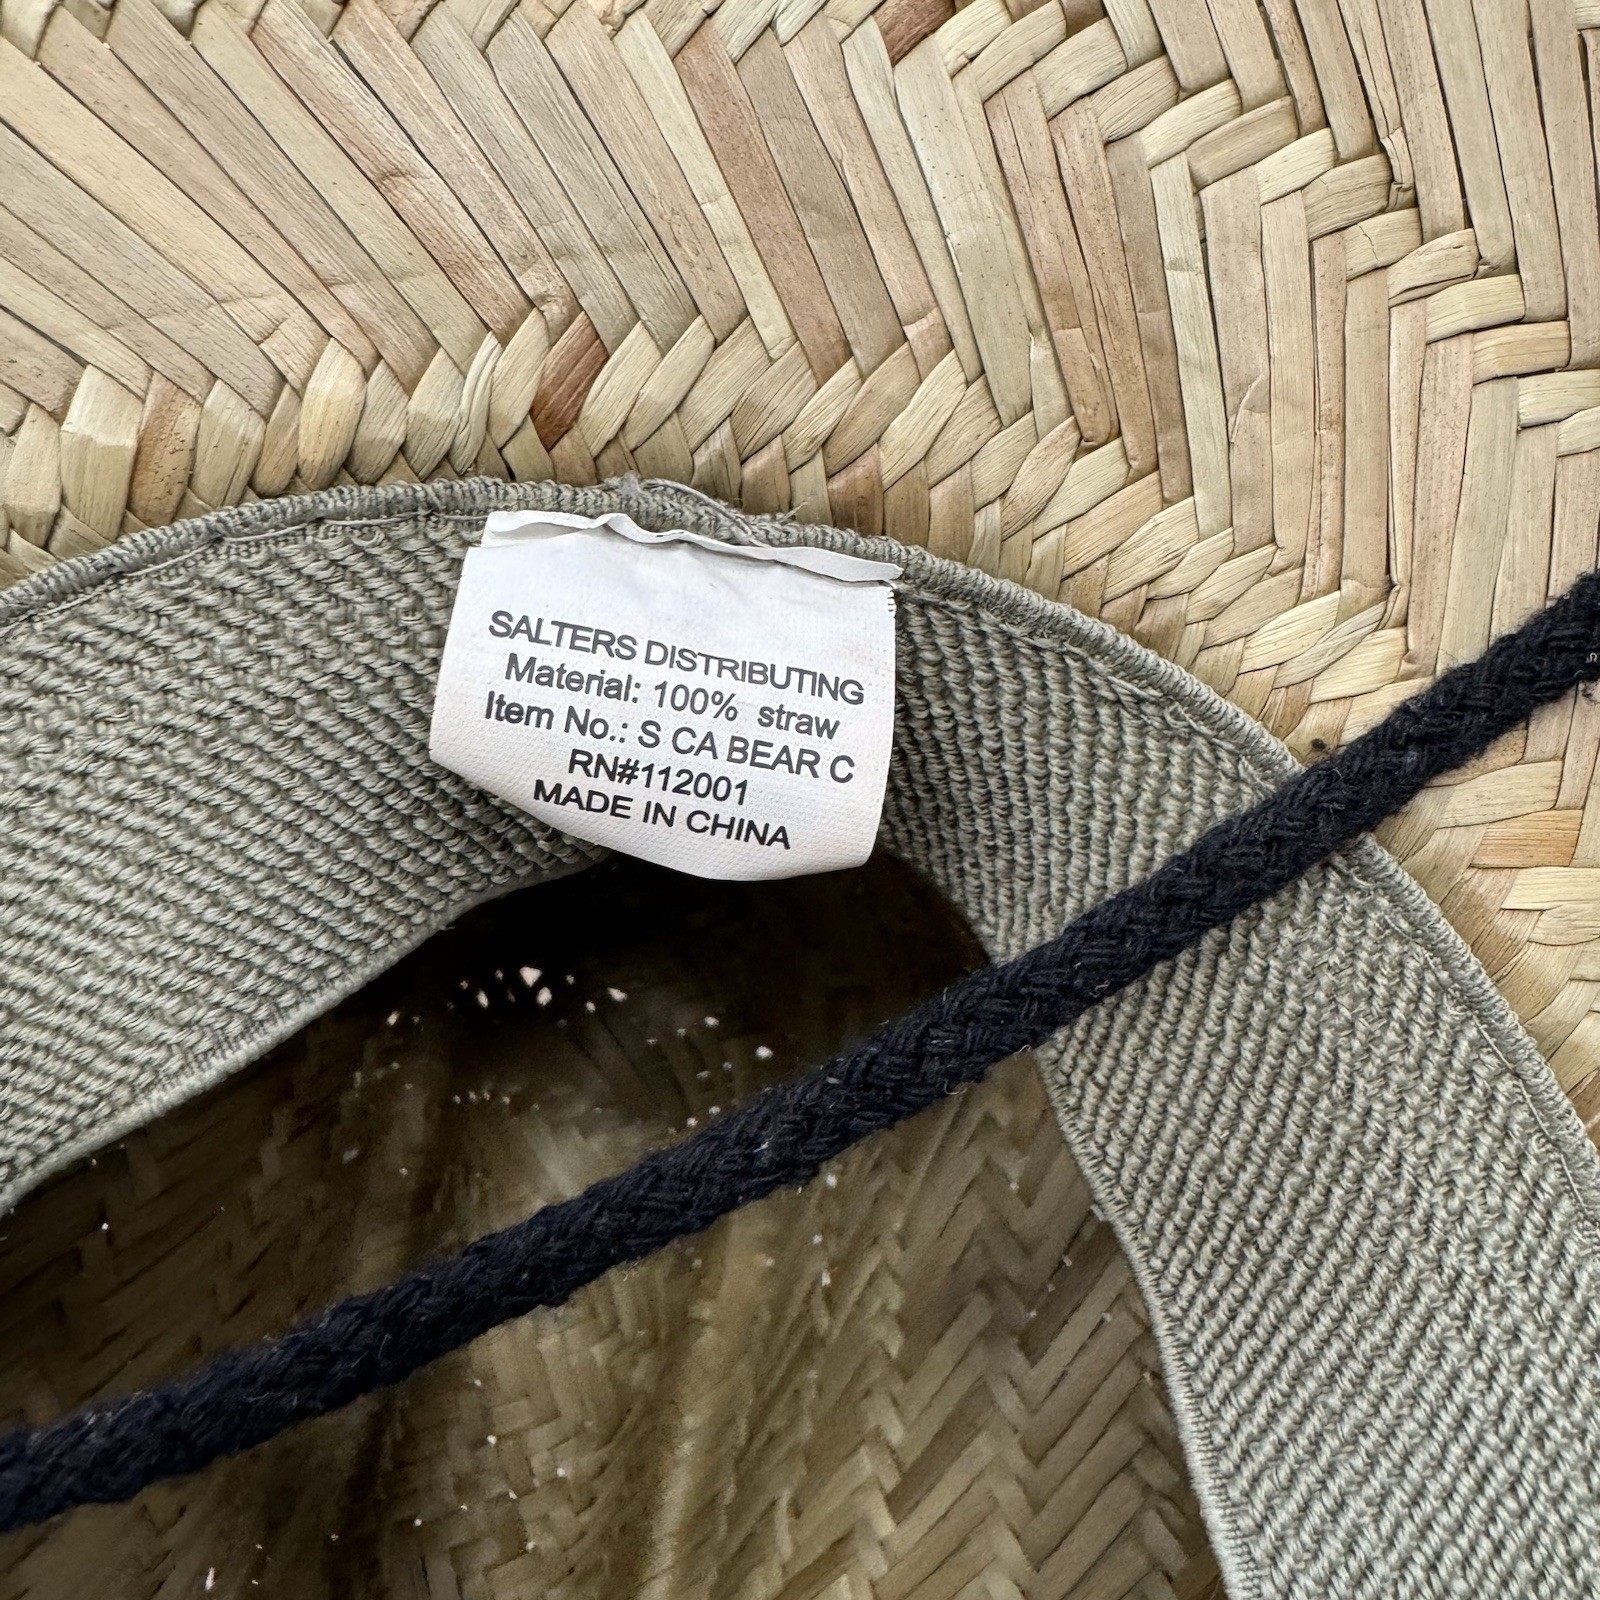 SALTERS DISTRIBUTING
Material: 100% straw
Item No.: S CA BEAR C
RN#112001
MADE IN CHINA